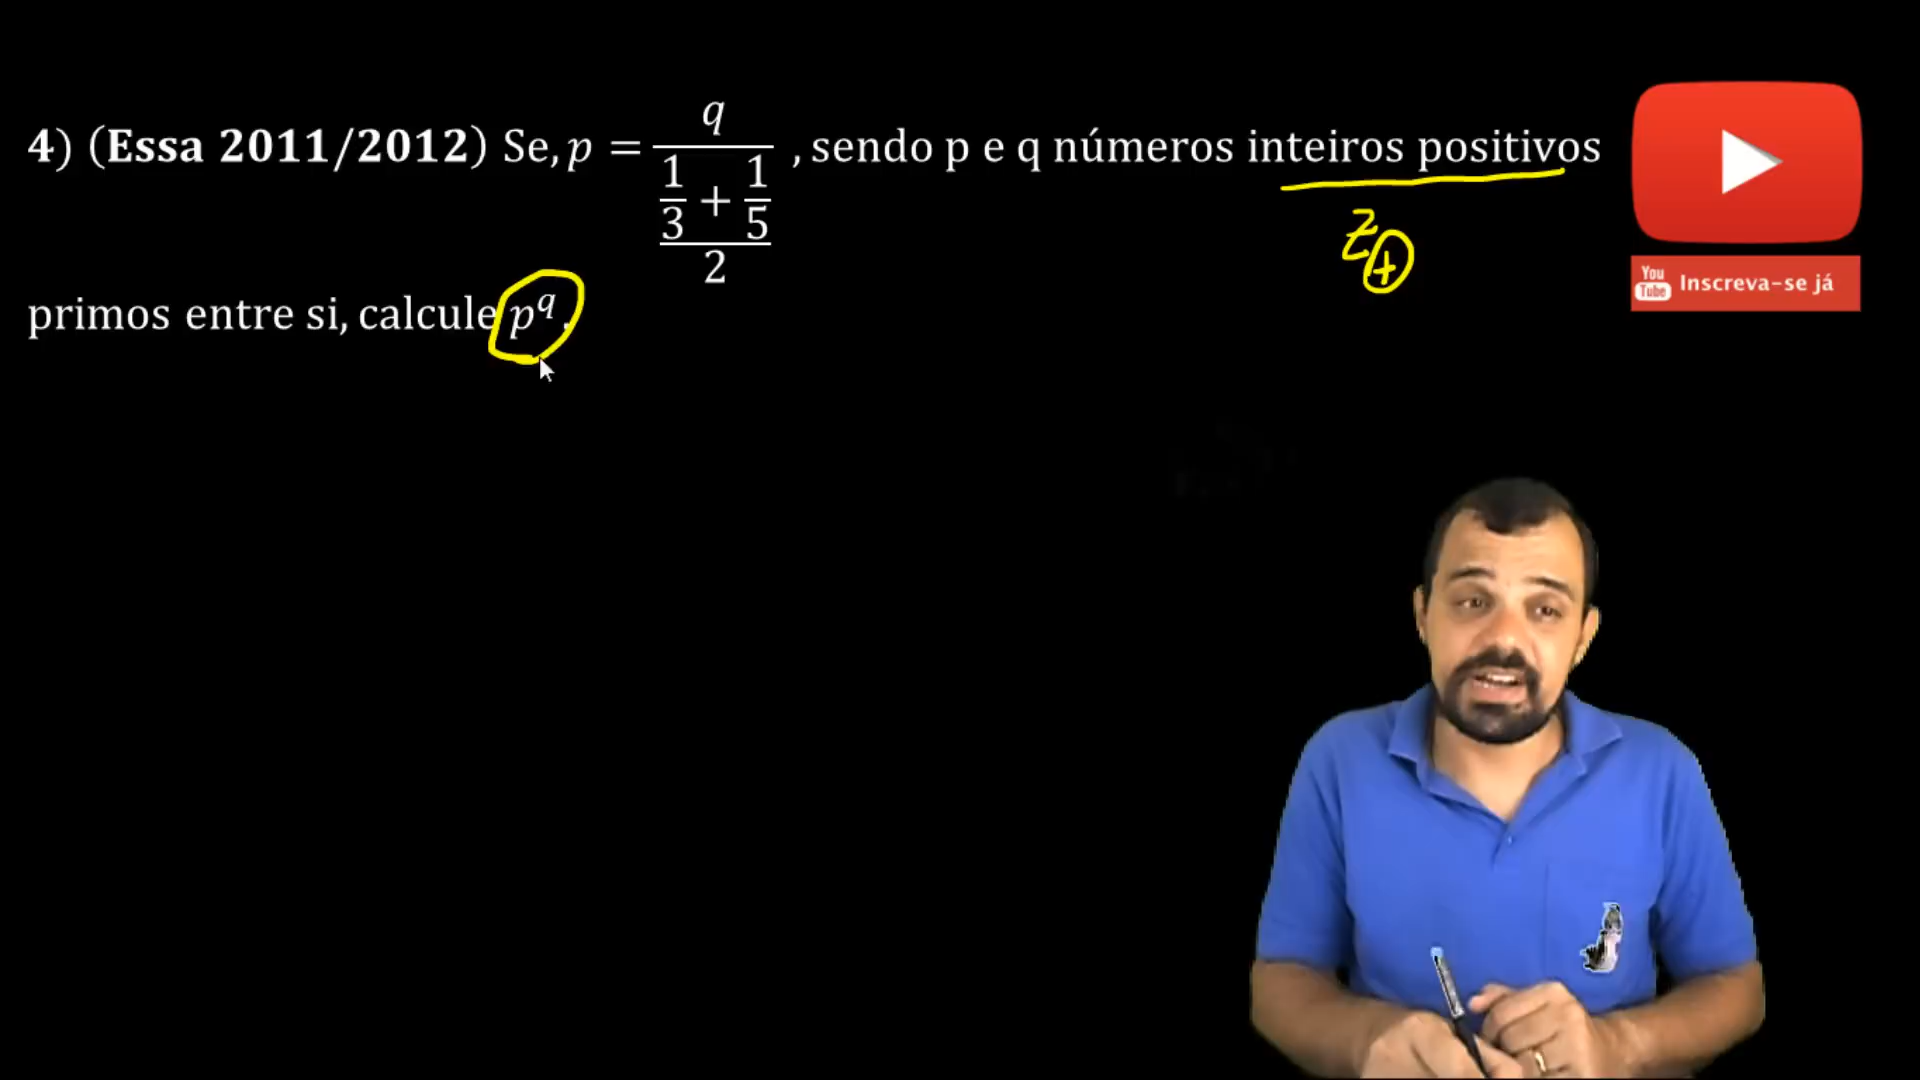 4) (Essa 2011/2012) Se, p = q / ((1/3 + 1/5) / 2) , sendo p e q números inteiros positivos
Z+
primos entre si, calcule p^q.
You Tube Inscreva-se já